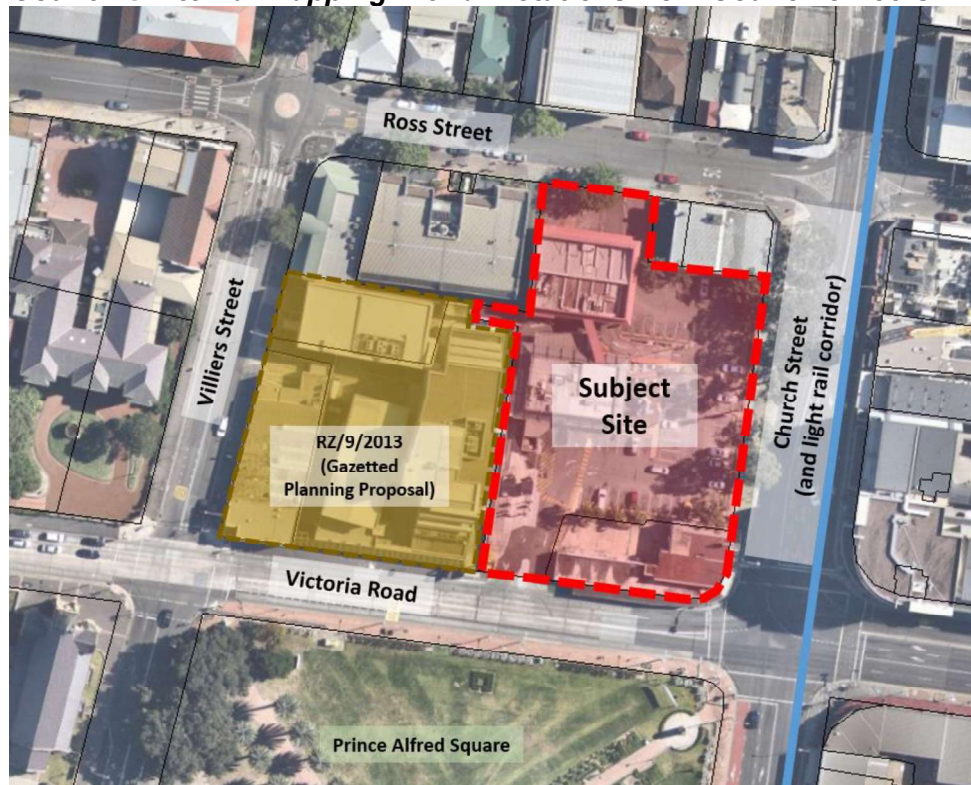 Ross Street
Villiers Street
Subject
Site
Church Street
(and light rail corridor)
RZ/9/2013
(Gazetted
Planning Proposal)
Victoria Road
Prince Alfred Square